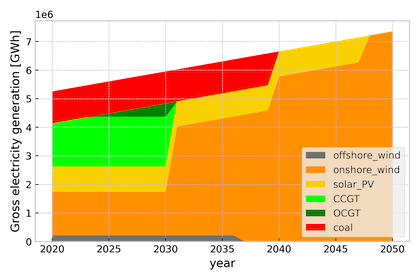 1e6
Gross electricity generation [GWh]
7
6
5
4
3
2
1
0
offshore_wind
onshore_wind
solar_PV
CCGT
OCGT
coal
2020 2025 2030 2035 2040 2045 2050
year